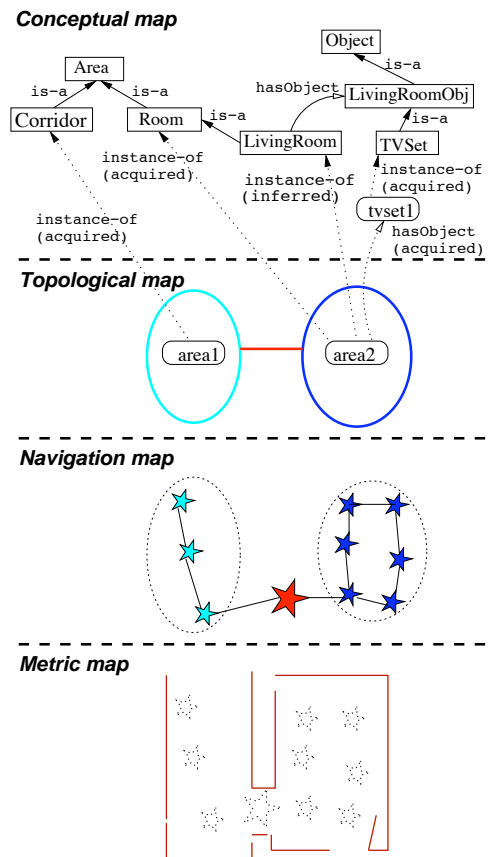 Conceptual map
Object
Area
is-a
hasObject
is-a
is-a
LivingRoomObj
Corridor
Room
is-a
is-a
LivingRoom
TVSet
instance-of
(acquired)
instance-of
(inferred)
instance-of
(acquired)
tvset1
instance-of
(acquired)
hasObject
(acquired)
Topological map
area1
area2
Navigation map
Metric map